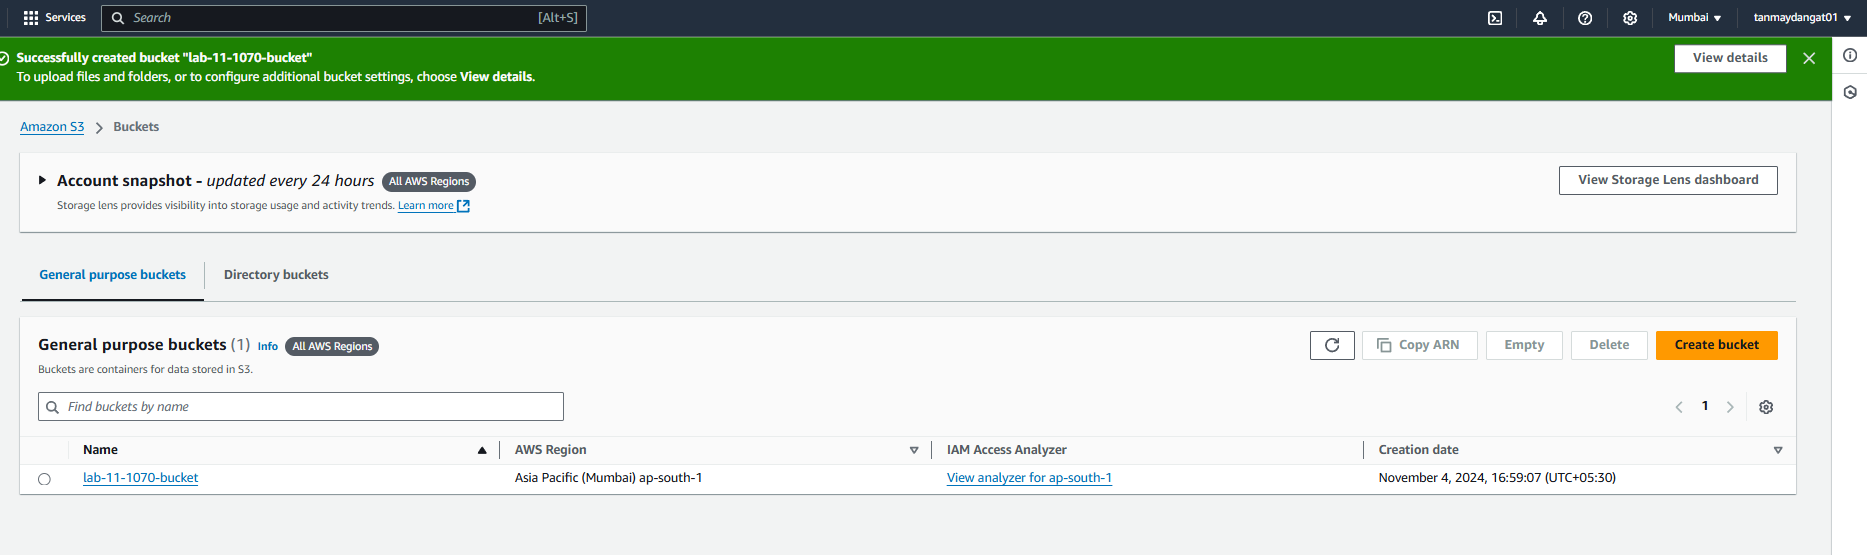 Services
Search [Alt+S]
Mumbai
tanmaydangat01
Successfully created bucket "lab-11-1070-bucket"
To upload files and folders, or to configure additional bucket settings, choose View details.
View details
Amazon S3 Buckets
Account snapshot - updated every 24 hours All AWS Regions
Storage lens provides visibility into storage usage and activity trends. Learn more
View Storage Lens dashboard
General purpose buckets Directory buckets
General purpose buckets (1) Info All AWS Regions
Copy ARN Empty Delete Create bucket
Buckets are containers for data stored in S3.
Find buckets by name
1
Name AWS Region IAM Access Analyzer Creation date
lab-11-1070-bucket Asia Pacific (Mumbai) ap-south-1 View analyzer for ap-south-1 November 4, 2024, 16:59:07 (UTC+05:30)